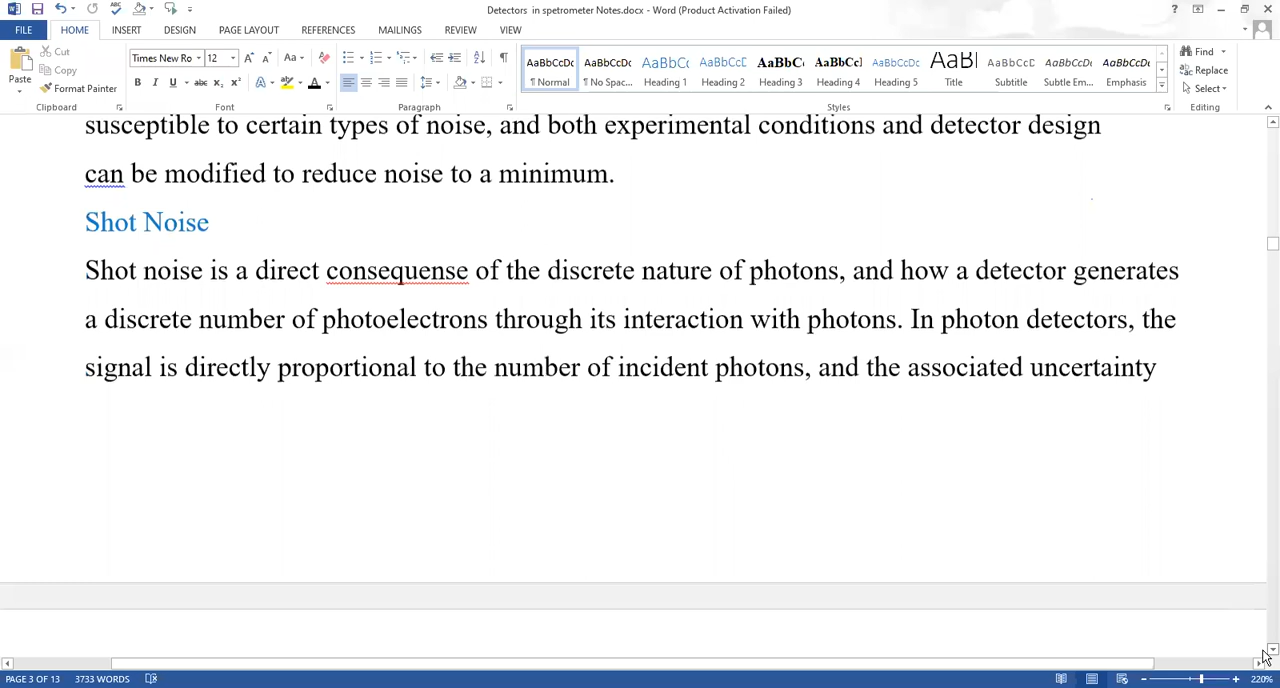 Detectors in spetrometer Notes.docx - Word (Product Activation Failed)
FILE HOME INSERT DESIGN PAGE LAYOUT REFERENCES MAILINGS REVIEW VIEW
Paste
Cut
Copy
Format Painter
Clipboard
Times New Ro 12
Font
Paragraph
AaBbCcDc AaBbCcDc AaBbCc AaBbCcD AaBbCc AaBbCc AaBbCcDc AaBl AaBbCcD AaBbCcDc AaBbCcDc
¶ Normal ¶ No Spac... Heading 1 Heading 2 Heading 3 Heading 4 Heading 5 Title Subtitle Subtle Em... Emphasis
Styles
Find
Replace
Select
Editing
susceptible to certain types of noise, and both experimental conditions and detector design
can be modified to reduce noise to a minimum.
Shot Noise
Shot noise is a direct consequense of the discrete nature of photons, and how a detector generates
a discrete number of photoelectrons through its interaction with photons. In photon detectors, the
signal is directly proportional to the number of incident photons, and the associated uncertainty
PAGE 3 OF 13 3733 WORDS 220%